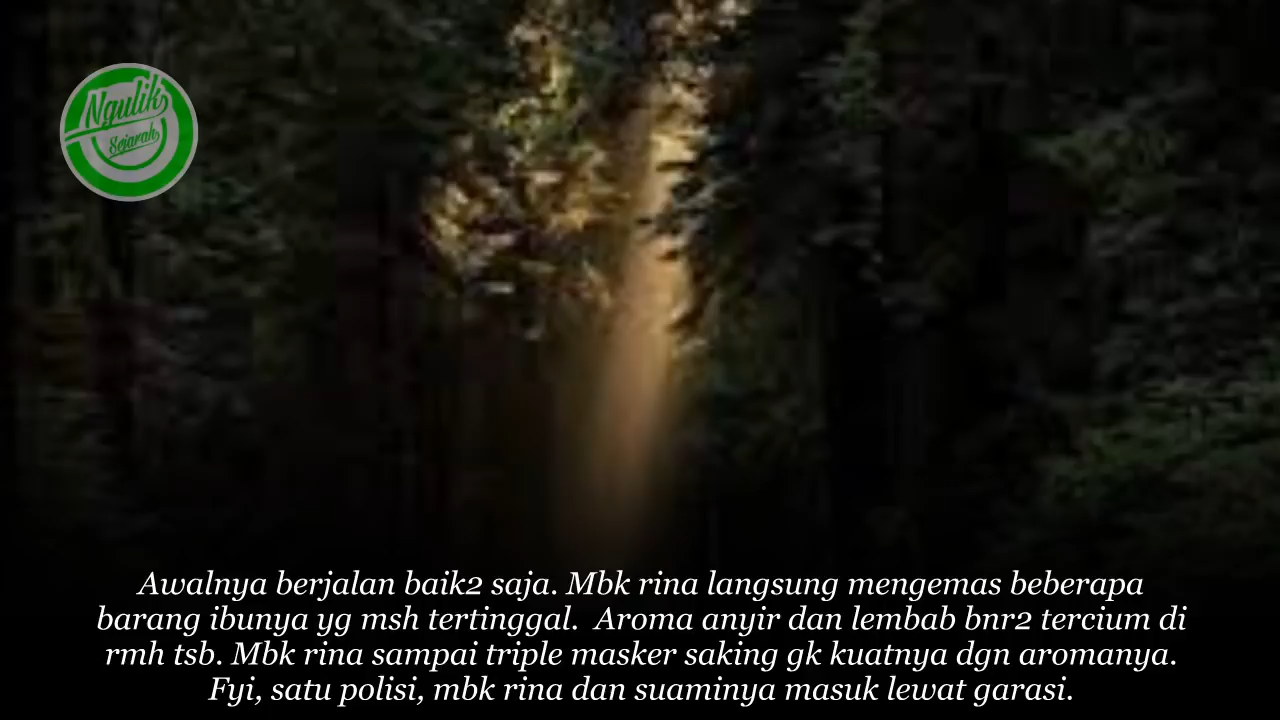 Ngulik
Sejarah
Awalnya berjalan baik2 saja. Mbk rina langsung mengemas beberapa
barang ibunya yg msh tertinggal. Aroma anyir dan lembab bnr2 tercium di
rmh tsb. Mbk rina sampai triple masker saking gk kuatnya dgn aromanya.
Fyi, satu polisi, mbk rina dan suaminya masuk lewat garasi.